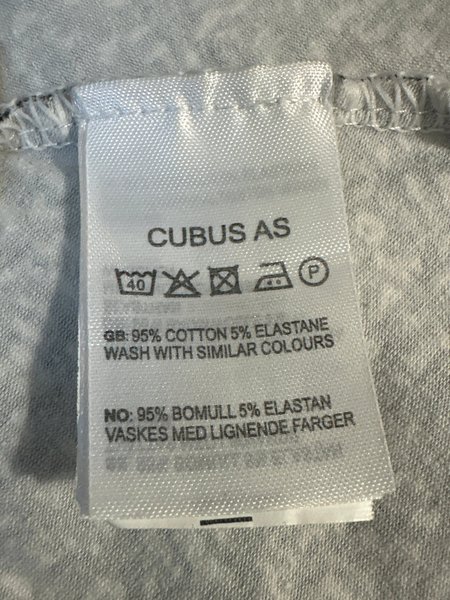 CUBUS AS
40 P
GB: 95% COTTON 5% ELASTANE
WASH WITH SIMILAR COLOURS
NO: 95% BOMULL 5% ELASTAN
VASKES MED LIGNENDE FARGER